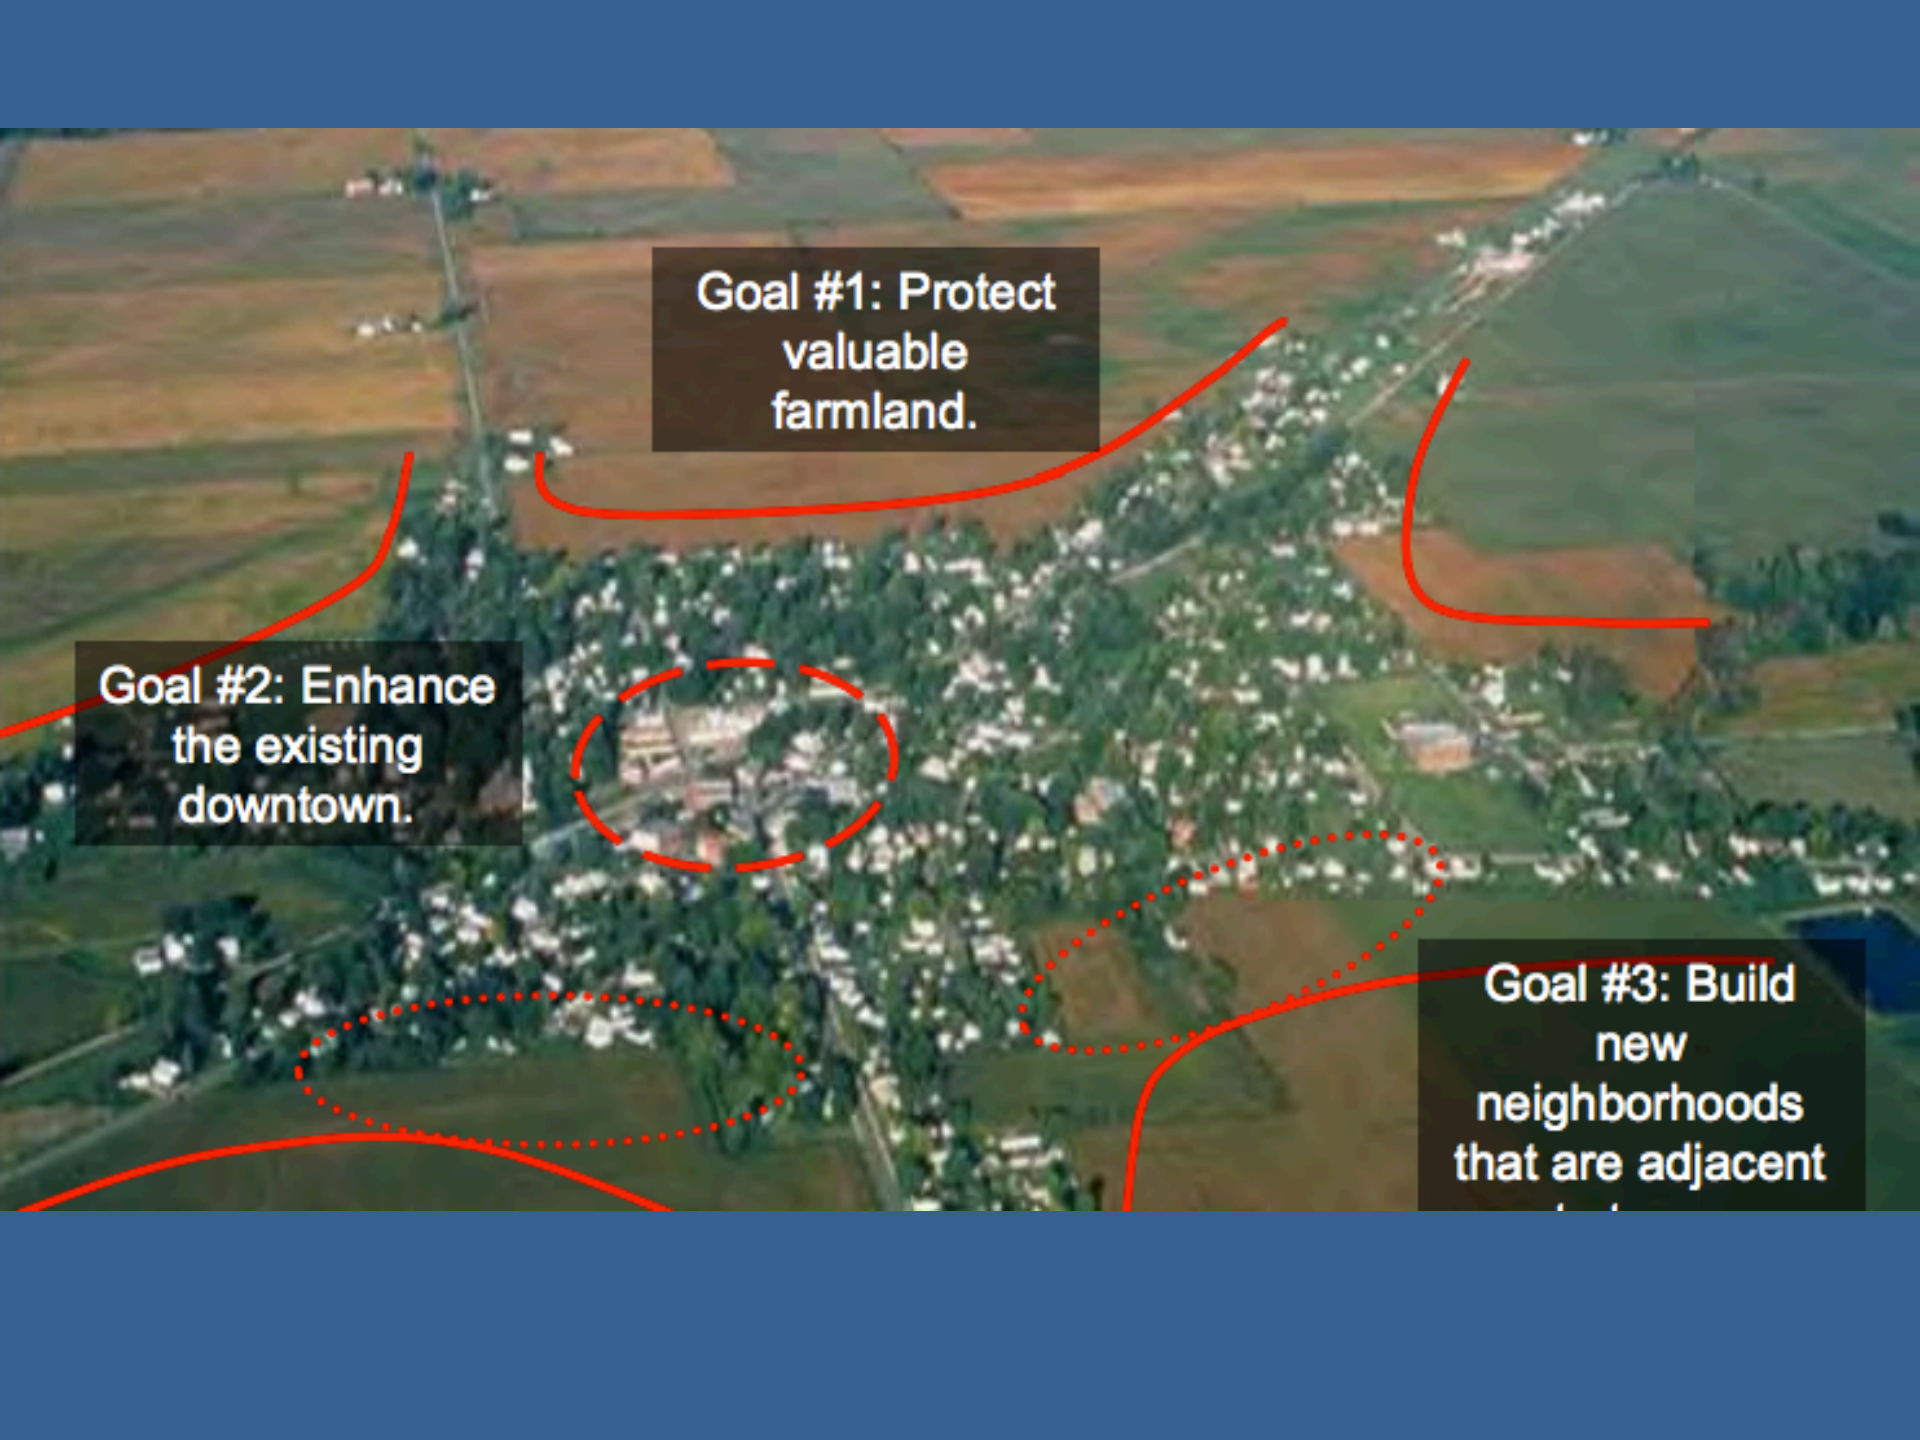 Goal #1: Protect
valuable
farmland.
Goal #2: Enhance
the existing
downtown.
Goal #3: Build
new
neighborhoods
that are adjacent